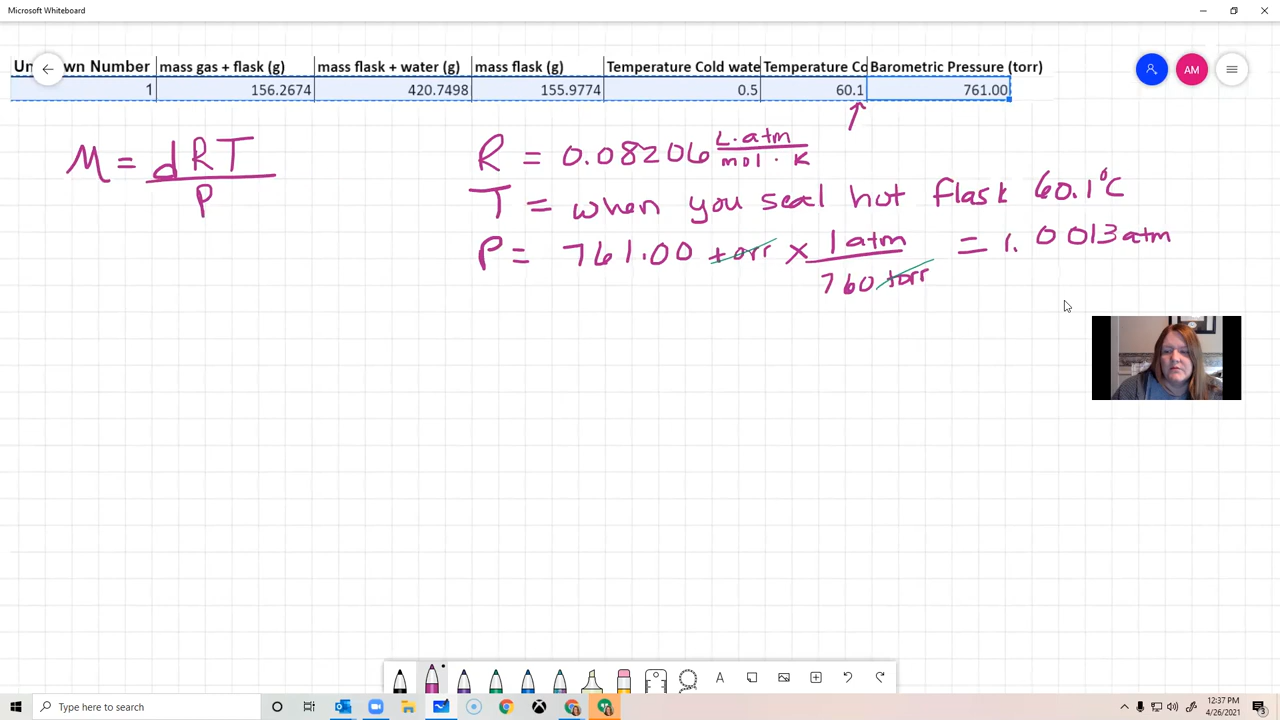 Microsoft Whiteboard
Un wn Number mass gas + flask (g) mass flask + water (g) mass flask (g) Temperature Cold wate Temperature Co Barometric Pressure (torr)
1 156.2674 420.7498 155.9774 0.5 60.1 761.00
AM
M = dRT / P
R = 0.08206 L·atm / mol·K
T = when you seal hot flask 60.1°C
P = 761.00 torr x 1 atm / 760 torr = 1.0013 atm
A
Type here to search
12:37 PM
4/26/2021
3